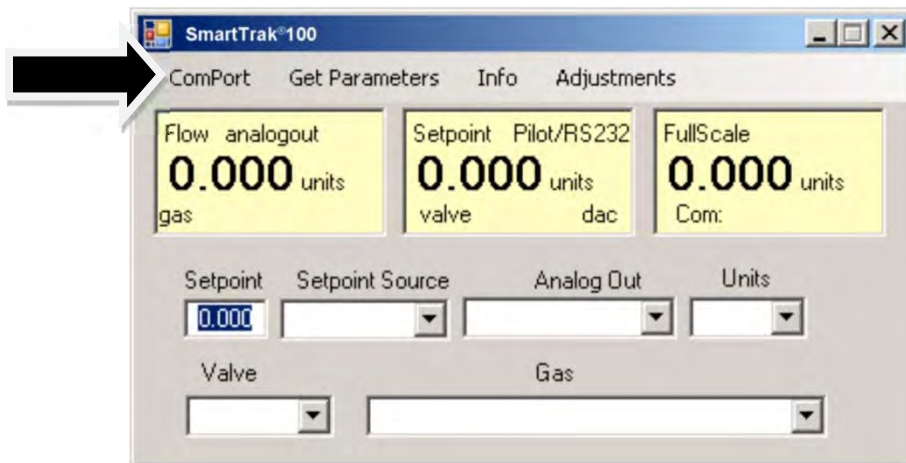 SmartTrak®100
ComPort Get Parameters Info Adjustments
Flow analogout Setpoint Pilot/RS232 FullScale
0.000 units 0.000 units 0.000 units
gas valve dac Com:
Setpoint Setpoint Source Analog Out Units
0.000
Valve Gas